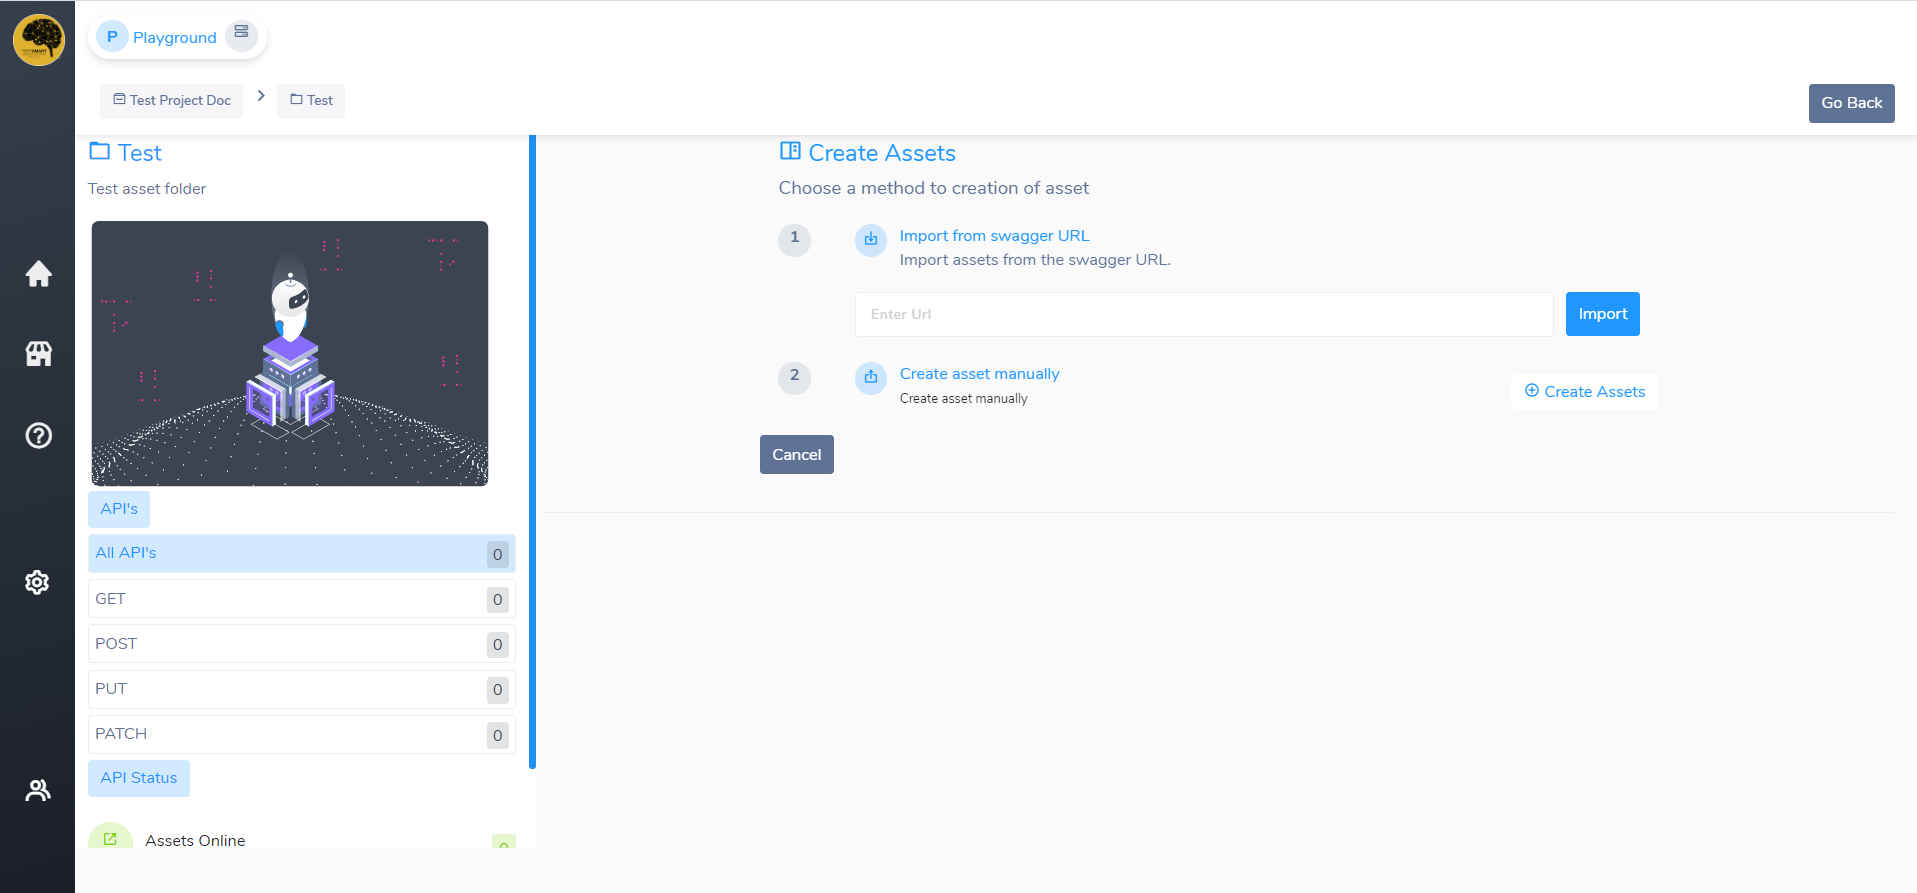 P Playground
Test Project Doc > Test
Go Back
Test
Test asset folder
API's
All API's 0
GET 0
POST 0
PUT 0
PATCH 0
API Status
Assets Online
Create Assets
Choose a method to creation of asset
1 Import from swagger URL
Import assets from the swagger URL.
Enter Url Import
2 Create asset manually
Create asset manually
Create Assets
Cancel